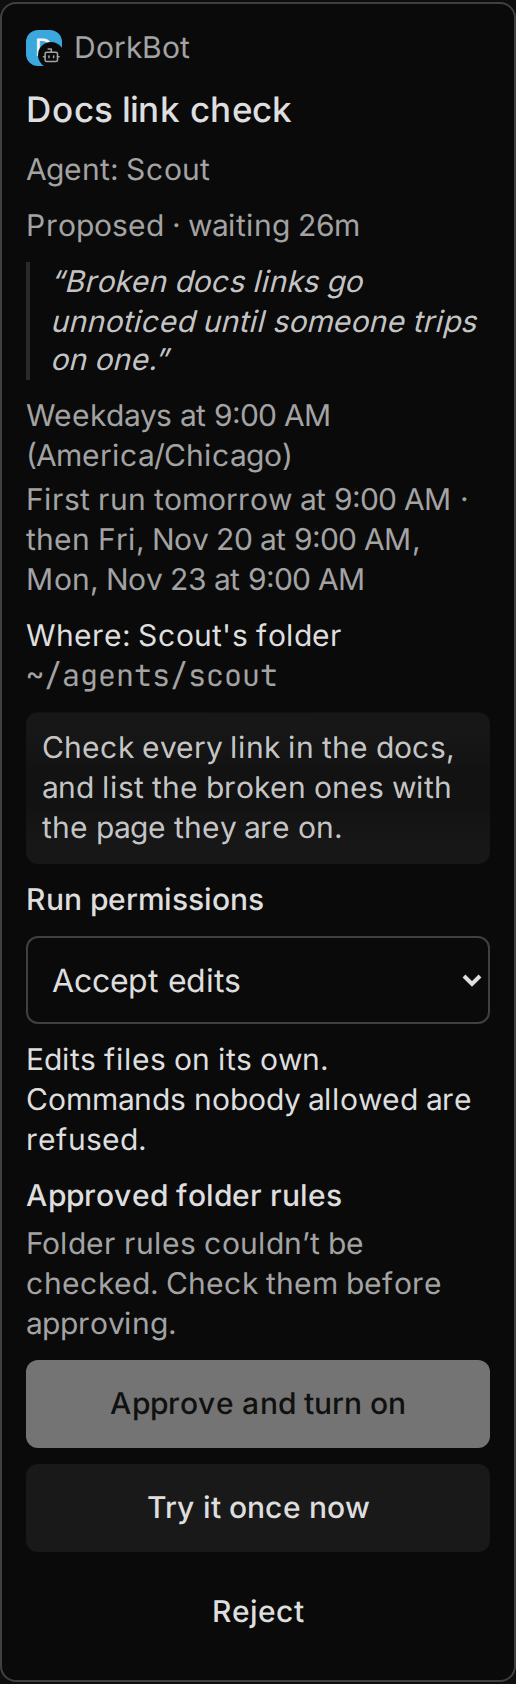 DorkBot
Docs link check
Agent: Scout
Proposed · waiting 26m
“Broken docs links go
unnoticed until someone trips
on one.”
Weekdays at 9:00 AM
(America/Chicago)
First run tomorrow at 9:00 AM ·
then Fri, Nov 20 at 9:00 AM,
Mon, Nov 23 at 9:00 AM
Where: Scout's folder
~/agents/scout
Check every link in the docs,
and list the broken ones with
the page they are on.
Run permissions
Accept edits
Edits files on its own.
Commands nobody allowed are
refused.
Approved folder rules
Folder rules couldn’t be
checked. Check them before
approving.
Approve and turn on
Try it once now
Reject